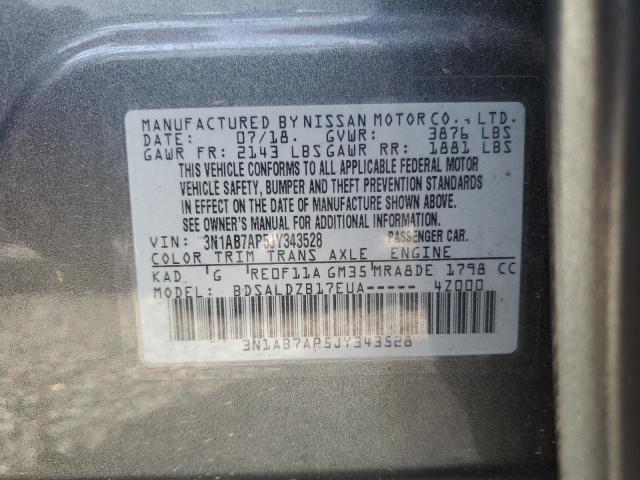 MANUFACTURED BY NISSAN MOTOR CO., LTD.
DATE: 07/18. GVWR: 3876 LBS
GAWR FR: 2143 LBS GAWR RR: 1881 LBS
THIS VEHICLE CONFORMS TO ALL APPLICABLE FEDERAL MOTOR
VEHICLE SAFETY, BUMPER AND THEFT PREVENTION STANDARDS
IN EFFECT ON THE DATE OF MANUFACTURE SHOWN ABOVE.
SEE OWNER'S MANUAL FOR ADDITIONAL INFORMATION.
VIN: 3N1AB7AP5JY343528 PASSENGER CAR.
COLOR TRIM TRANS AXLE ENGINE
KAD G RE0F11A GM35 MRA8DE 1798 CC
MODEL: BDSALDZB17EUA----- 4Z000
3N1AB7AP5JY343528